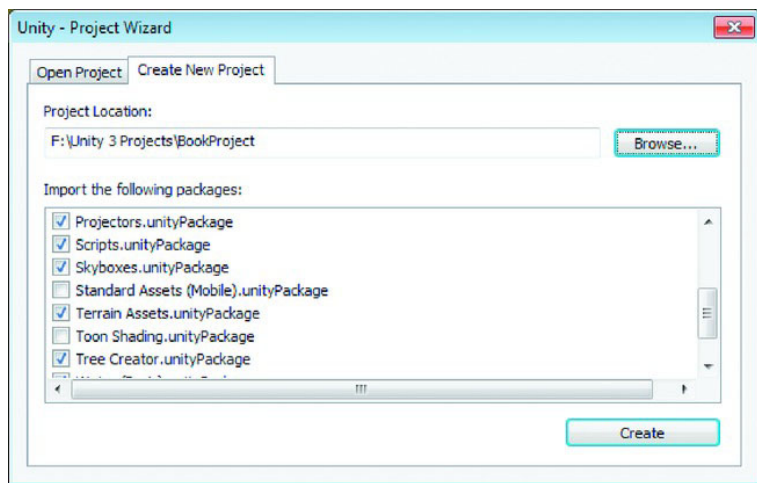 Unity - Project Wizard
Open Project
Create New Project
Project Location:
F:\Unity 3 Projects\BookProject
Browse...
Import the following packages:
Projectors.unityPackage
Scripts.unityPackage
Skyboxes.unityPackage
Standard Assets (Mobile).unityPackage
Terrain Assets.unityPackage
Toon Shading.unityPackage
Tree Creator.unityPackage
Create